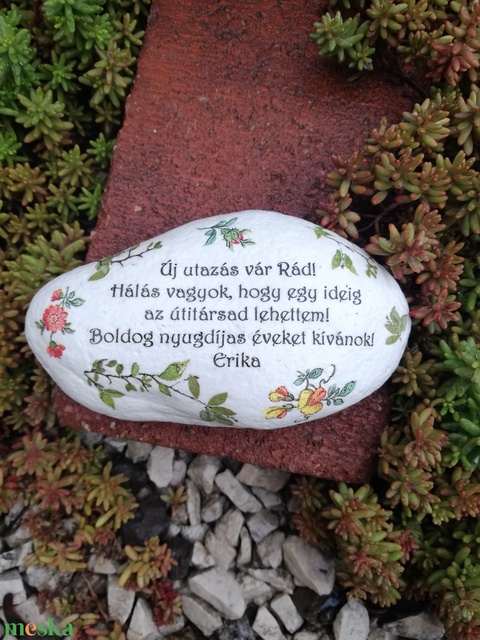 Új utazás vár Rád!
Hálás vagyok, hogy egy ideig
az útitársad lehettem!
Boldog nyugdíjas éveket kívánok!
Erika
meska